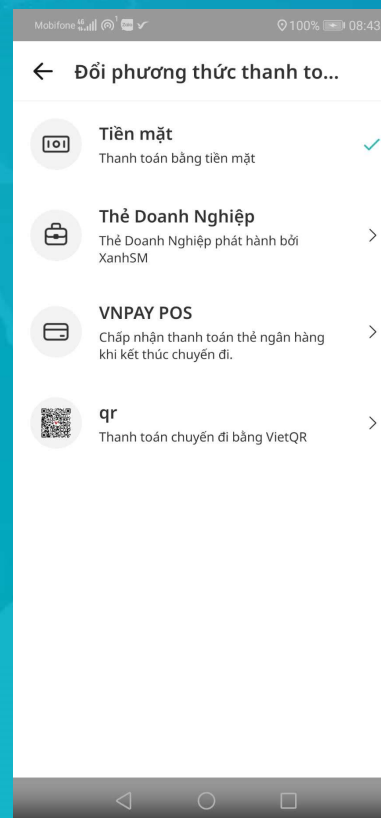 Mobifone 46 100% 08:43
Đổi phương thức thanh to...
Tiền mặt
Thanh toán bằng tiền mặt
Thẻ Doanh Nghiệp
Thẻ Doanh Nghiệp phát hành bởi
XanhSM
VNPAY POS
Chấp nhận thanh toán thẻ ngân hàng
khi kết thúc chuyến đi.
qr
Thanh toán chuyến đi bằng VietQR